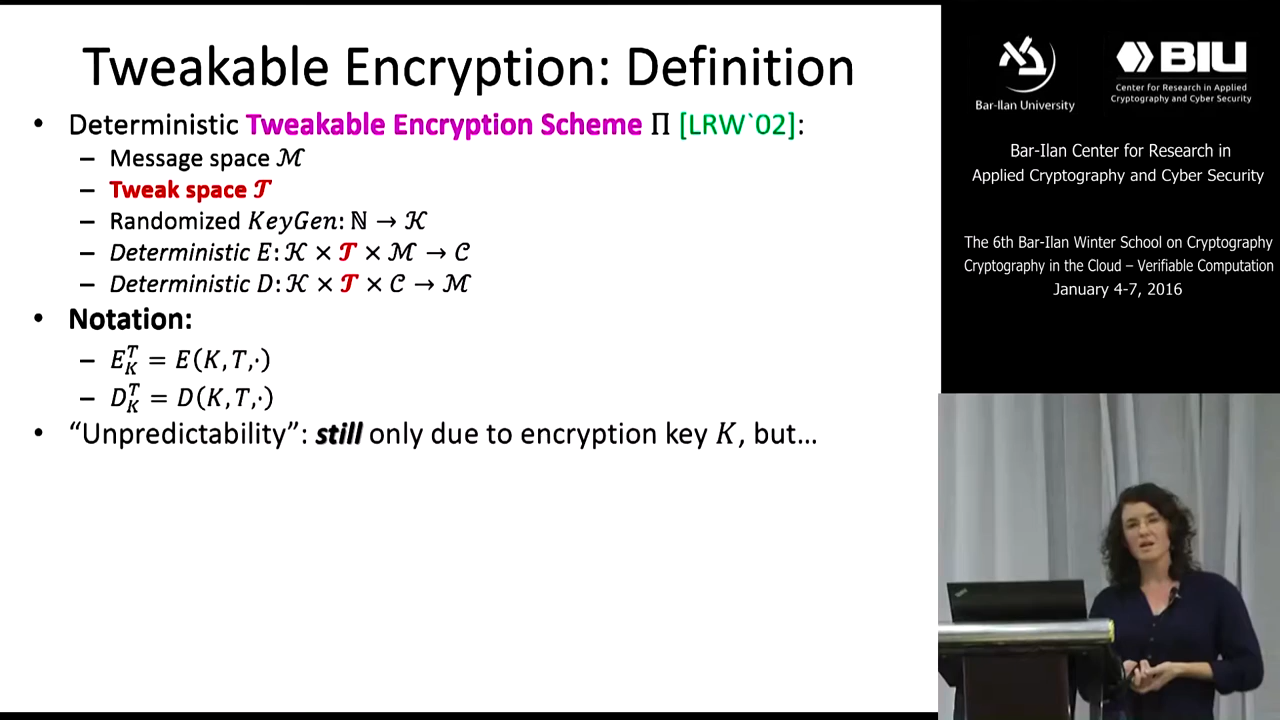 Tweakable Encryption: Definition
• Deterministic Tweakable Encryption Scheme Π [LRW`02]:
– Message space ℳ
– Tweak space 𝒯
– Randomized KeyGen: ℕ → 𝒦
– Deterministic E: 𝒦 × 𝒯 × ℳ → 𝒞
– Deterministic D: 𝒦 × 𝒯 × 𝒞 → ℳ
• Notation:
– E_K^T = E(K, T,·)
– D_K^T = D(K, T,·)
• “Unpredictability”: still only due to encryption key K, but…
Bar-Ilan University
BIU
Center for Research in Applied
Cryptography and Cyber Security
Bar-Ilan Center for Research in
Applied Cryptography and Cyber Security
The 6th Bar-Ilan Winter School on Cryptography
Cryptography in the Cloud – Verifiable Computation
January 4-7, 2016